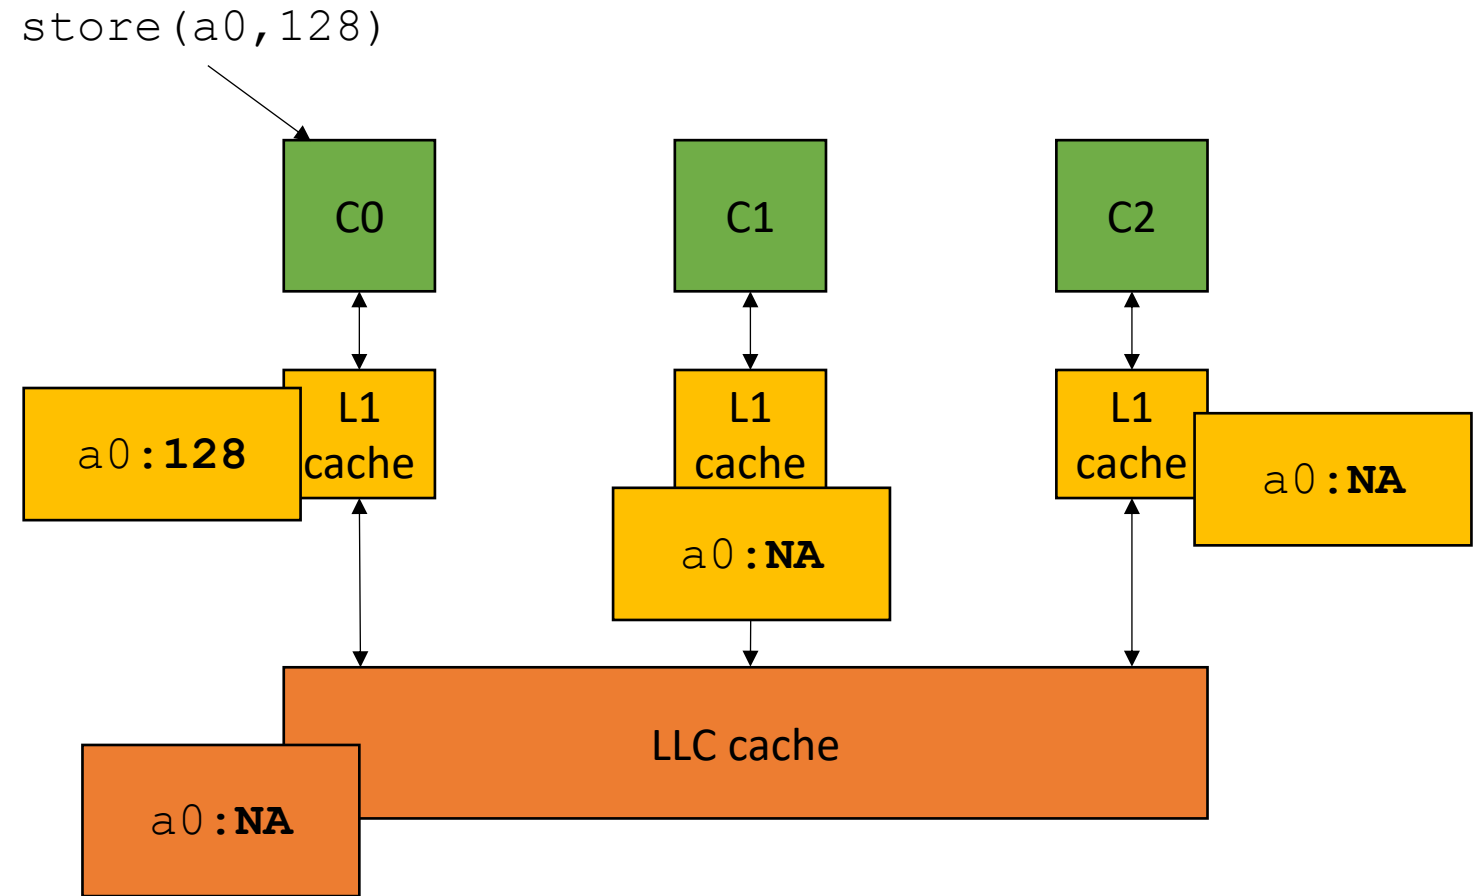 store(a0,128)
C0
C1
C2
L1
cache
L1
cache
L1
cache
a0:128
a0:NA
a0:NA
LLC cache
a0:NA